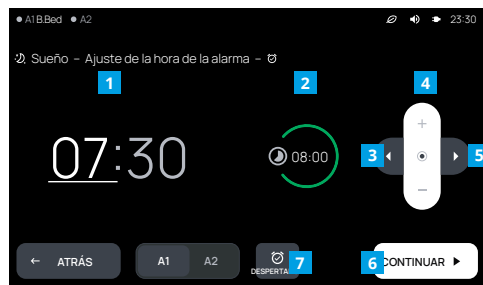 A1 B.Bed A2 23:30
Sueño – Ajuste de la hora de la alarma –
1 2 4
07:30
08:00
3 5
+
–
ATRÁS A1 A2 7 6 CONTINUAR